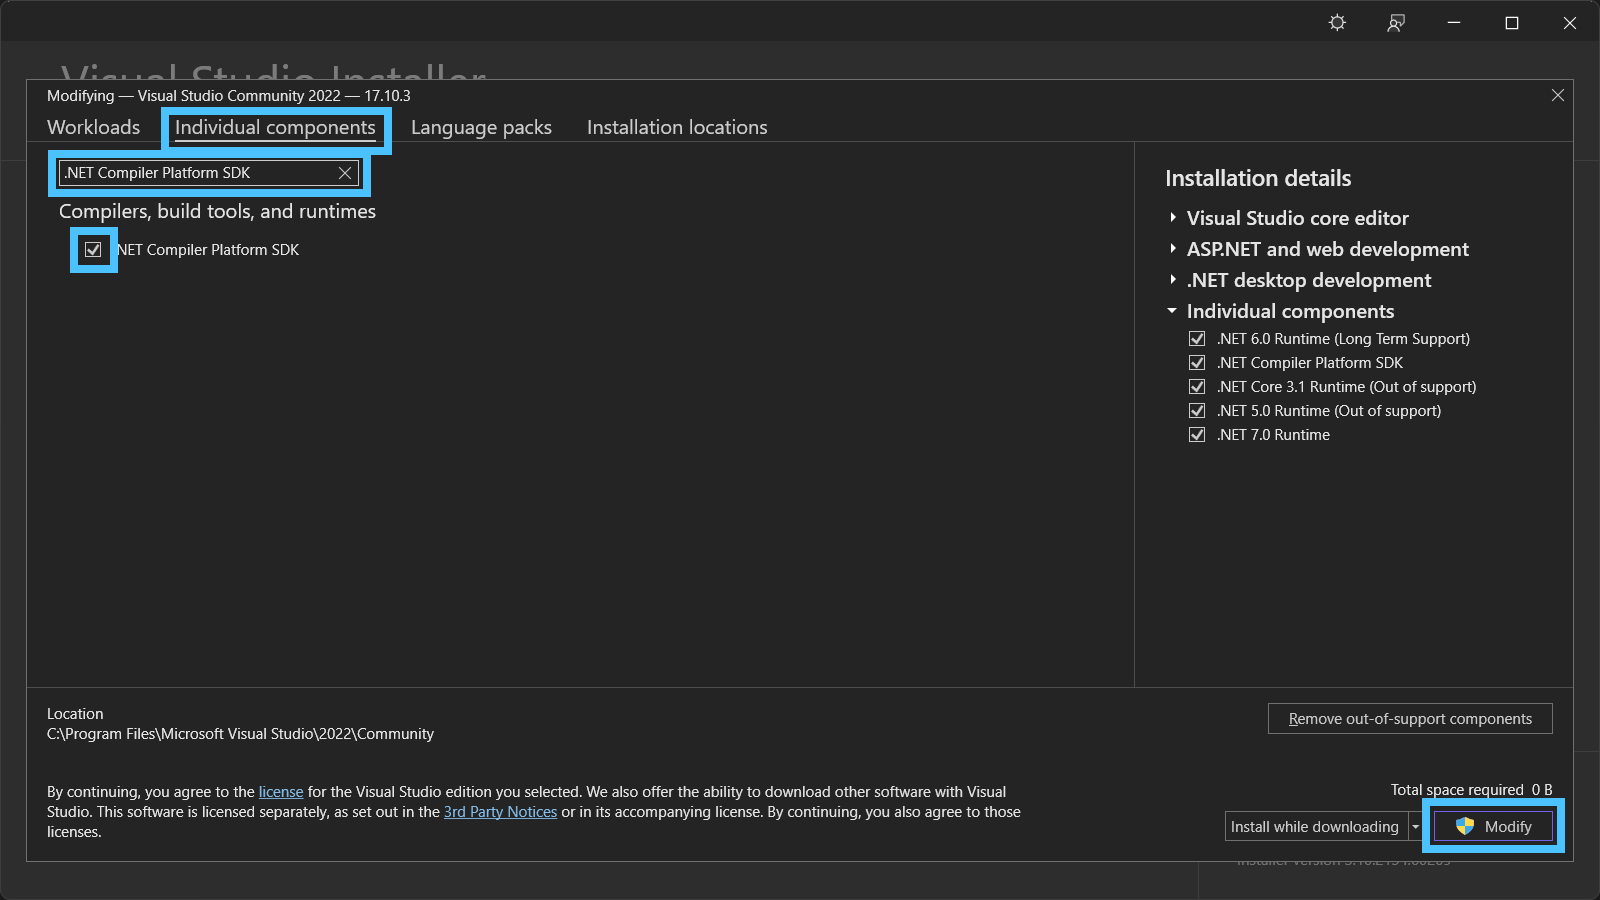 Visual Studio Installer
Modifying — Visual Studio Community 2022 — 17.10.3
Workloads
Individual components
Language packs
Installation locations
.NET Compiler Platform SDK
Compilers, build tools, and runtimes
NET Compiler Platform SDK
Installation details
Visual Studio core editor
ASP.NET and web development
.NET desktop development
Individual components
.NET 6.0 Runtime (Long Term Support)
.NET Compiler Platform SDK
.NET Core 3.1 Runtime (Out of support)
.NET 5.0 Runtime (Out of support)
.NET 7.0 Runtime
Location
C:\Program Files\Microsoft Visual Studio\2022\Community
Remove out-of-support components
By continuing, you agree to the license for the Visual Studio edition you selected. We also offer the ability to download other software with Visual
Studio. This software is licensed separately, as set out in the 3rd Party Notices or in its accompanying license. By continuing, you also agree to those
licenses.
Total space required 0 B
Install while downloading
Modify
Installer version